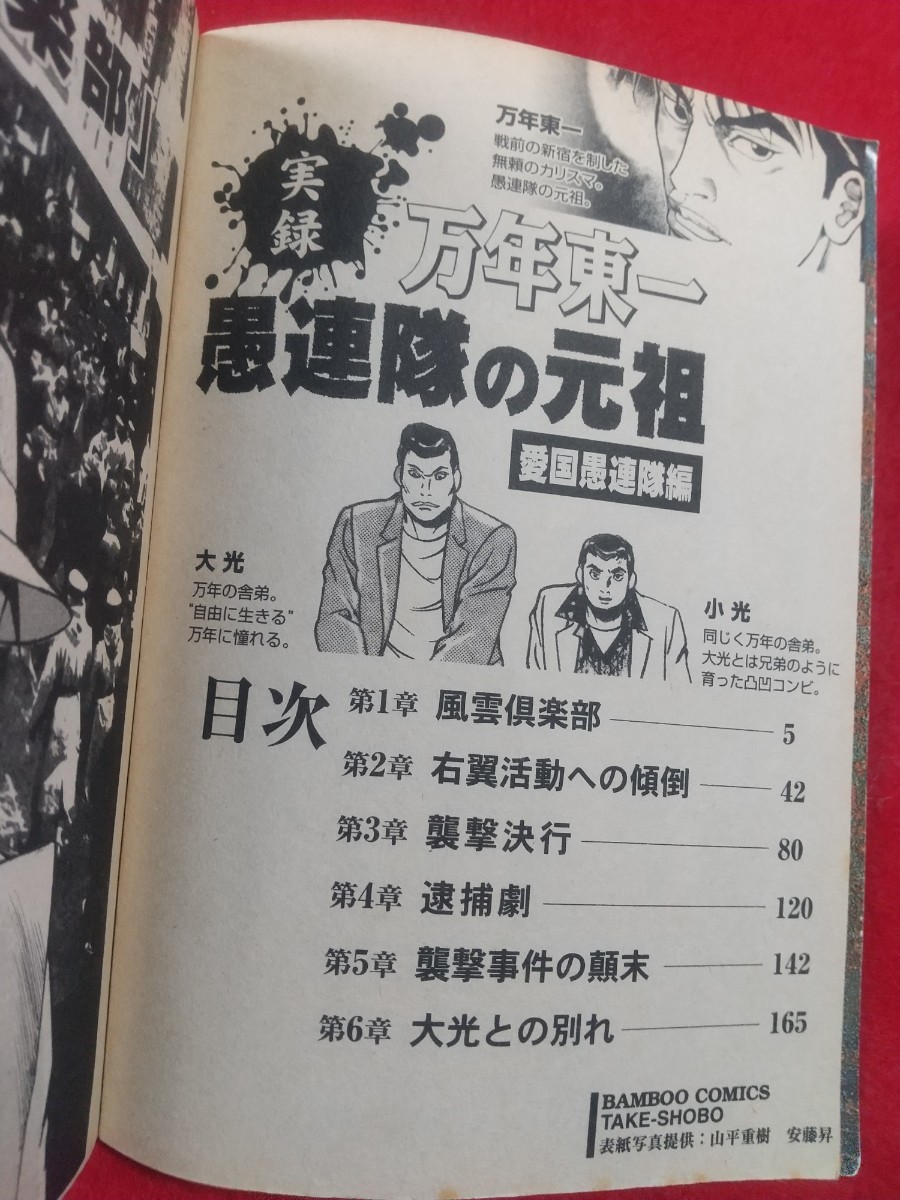 楽部」
万年東一
戦前の新宿を制した
無頼のカリスマ。
愚連隊の元祖。
実録
万年東一
愚連隊の元祖
愛国愚連隊編
大光
万年の舎弟。
“自由に生きる”
万年に憧れる。
小光
同じく万年の舎弟。
大光とは兄弟のように
育った凸凹コンビ。
目次
第1章 風雲倶楽部 5
第2章 右翼活動への傾倒 42
第3章 襲撃決行 80
第4章 逮捕劇 120
第5章 襲撃事件の顛末 142
第6章 大光との別れ 165
BAMBOO COMICS
TAKE-SHOBO
表紙写真提供：山平重樹 安藤昇